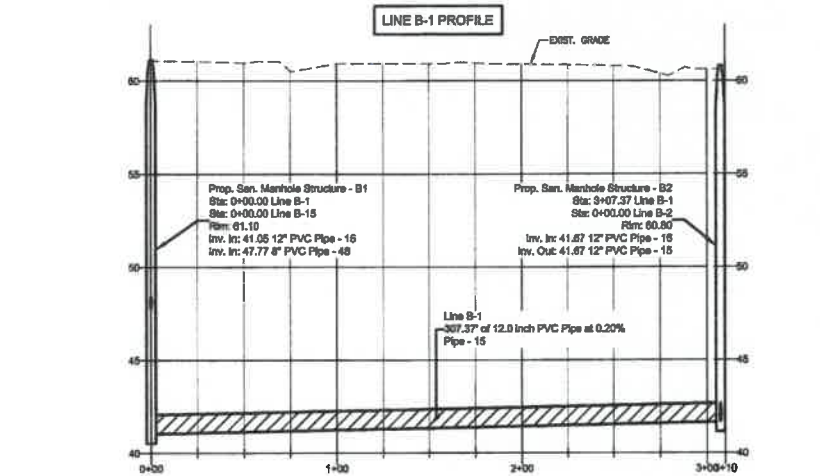 LINE B-1 PROFILE
EXIST. GRADE
60
60
55
55
Prop. San. Manhole Structure - B1
Sta: 0+00.00 Line B-1
Sta: 0+00.00 Line B-15
Rim: 61.10
Inv. In: 41.05 12" PVC Pipe - 15
Inv. In: 47.77 8" PVC Pipe - 48
Prop. San. Manhole Structure - B2
Sta: 3+07.37 Line B-1
Sta: 0+00.00 Line B-2
Rim: 60.80
Inv. In: 41.67 12" PVC Pipe - 16
Inv. Out: 41.67 12" PVC Pipe - 15
50
50
Line B-1
307.37' of 12.0 inch PVC Pipe at 0.20%
Pipe - 15
45
45
40
40
0+00
1+00
2+00
3+00
3+10